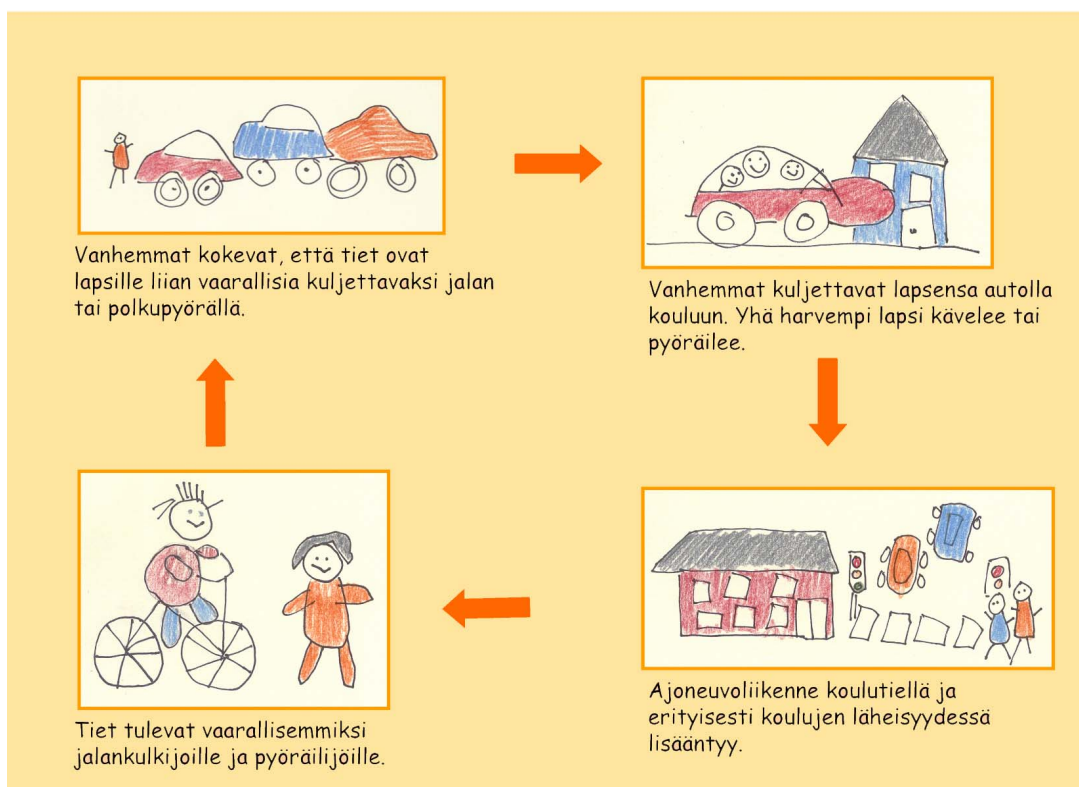 Vanhemmat kokevat, että tiet ovat
lapsille liian vaarallisia kuljettavaksi jalan
tai polkupyörällä.
Vanhemmat kuljettavat lapsensa autolla
kouluun. Yhä harvempi lapsi kävelee tai
pyöräilee.
Ajoneuvoliikenne koulutiellä ja
erityisesti koulujen läheisyydessä
lisääntyy.
Tiet tulevat vaarallisemmiksi
jalankulkijoille ja pyöräilijöille.